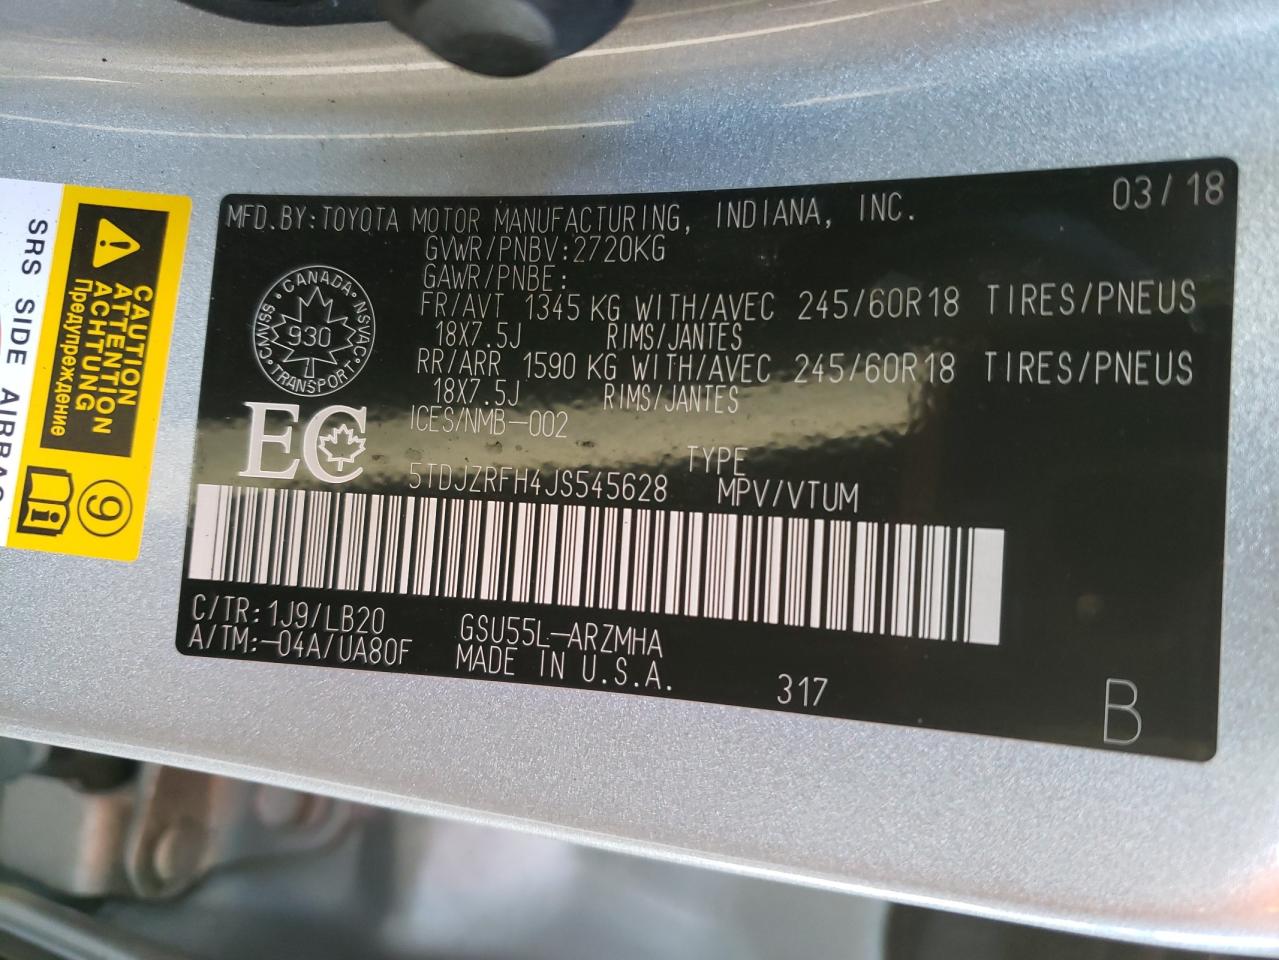 MFD.BY:TOYOTA MOTOR MANUFACTURING, INDIANA, INC. 03/18
GVWR/PNBV:2720KG
GAWR/PNBE:
FR/AVT 1345 KG WITH/AVEC 245/60R18 TIRES/PNEUS
18X7.5J RIMS/JANTES
RR/ARR 1590 KG WITH/AVEC 245/60R18 TIRES/PNEUS
18X7.5J RIMS/JANTES
ICES/NMB-002
CANADA
CMVSS · NSVAC
930
TRANSPORT
EC
TYPE
5TDJZRFH4JS545628 MPV/VTUM
C/TR:1J9/LB20 GSU55L-ARZMHA
A/TM:-04A/UA80F MADE IN U.S.A.
317
B
CAUTION
ATTENTION
ACHTUNG
Предупреждение
9
SRS SIDE AIRBAG